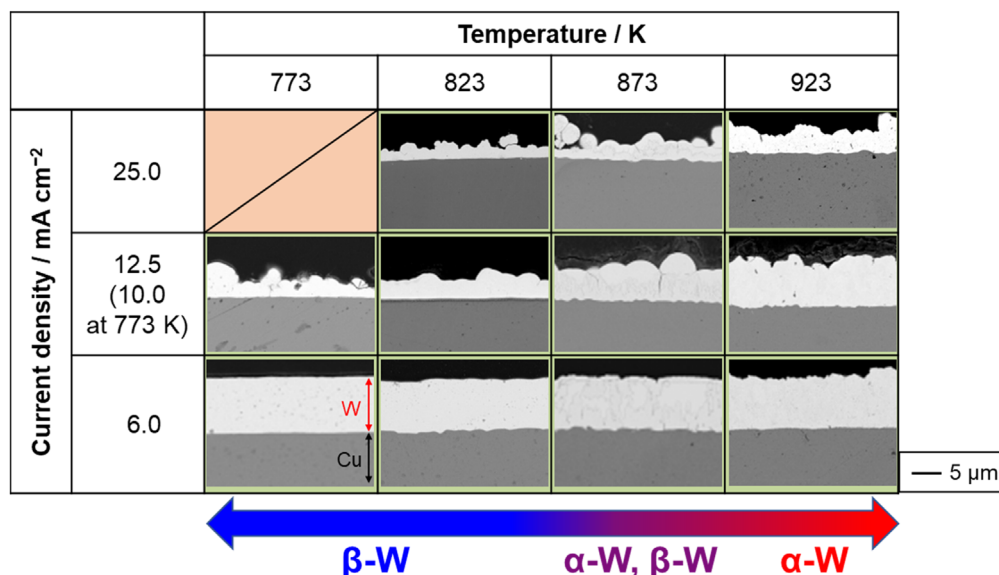 Temperature / K
773
823
873
923
Current density / mA cm⁻²
25.0
12.5
(10.0
at 773 K)
6.0
W
Cu
5 μm
β-W
α-W, β-W
α-W